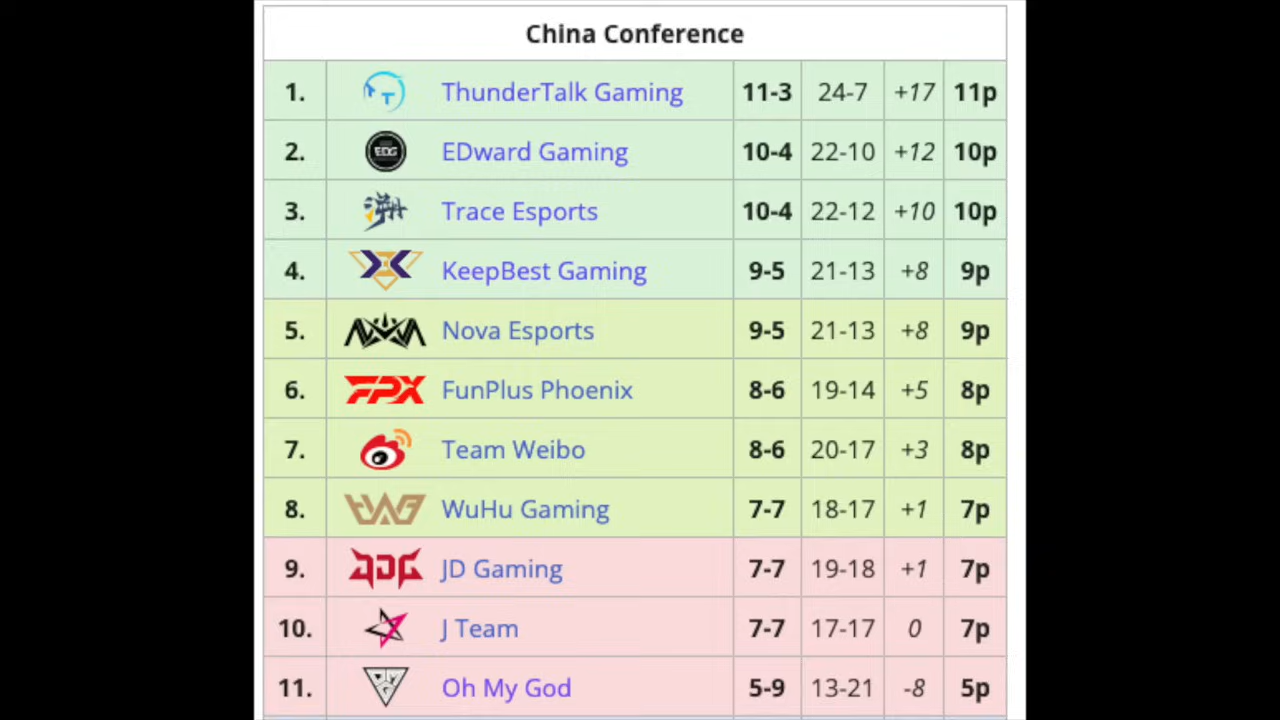 China Conference
1. ThunderTalk Gaming 11-3 24-7 +17 11p
2. EDG EDward Gaming 10-4 22-10 +12 10p
3. Trace Esports 10-4 22-12 +10 10p
4. KeepBest Gaming 9-5 21-13 +8 9p
5. NOVA Nova Esports 9-5 21-13 +8 9p
6. FPX FunPlus Phoenix 8-6 19-14 +5 8p
7. Team Weibo 8-6 20-17 +3 8p
8. WuHu Gaming 7-7 18-17 +1 7p
9. JDG JD Gaming 7-7 19-18 +1 7p
10. J Team 7-7 17-17 0 7p
11. Oh My God 5-9 13-21 -8 5p